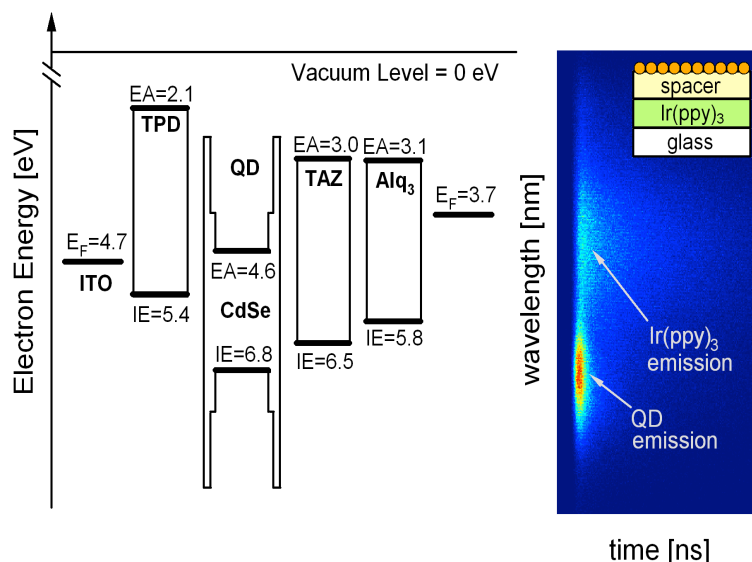 Electron Energy [eV]
Vacuum Level = 0 eV
EA=2.1
TPD
QD
EA=3.0
TAZ
EA=3.1
Alq3
EF=3.7
EF=4.7
ITO
EA=4.6
CdSe
IE=5.4
IE=6.8
IE=6.5
IE=5.8
wavelength [nm]
spacer
Ir(ppy)3
glass
Ir(ppy)3
emission
QD
emission
time [ns]